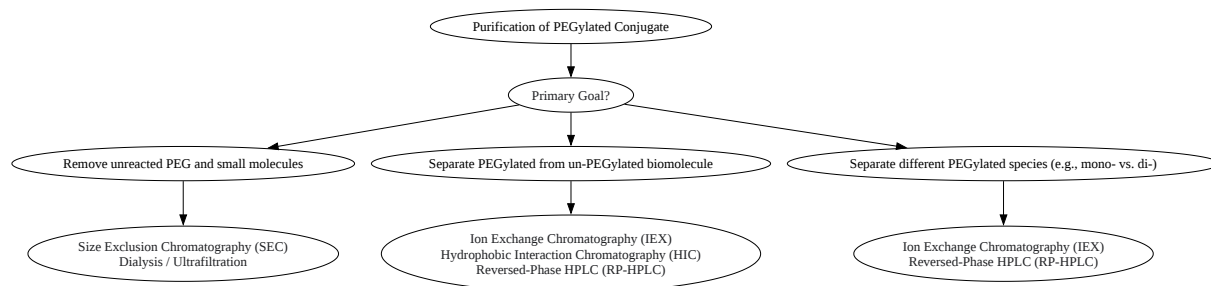 Purification of PEGylated Conjugate
Primary Goal?
Remove unreacted PEG and small molecules
Separate PEGylated from un-PEGylated biomolecule
Separate different PEGylated species (e.g., mono- vs. di-)
Size Exclusion Chromatography (SEC)
Dialysis / Ultrafiltration
Ion Exchange Chromatography (IEX)
Hydrophobic Interaction Chromatography (HIC)
Reversed-Phase HPLC (RP-HPLC)
Ion Exchange Chromatography (IEX)
Reversed-Phase HPLC (RP-HPLC)